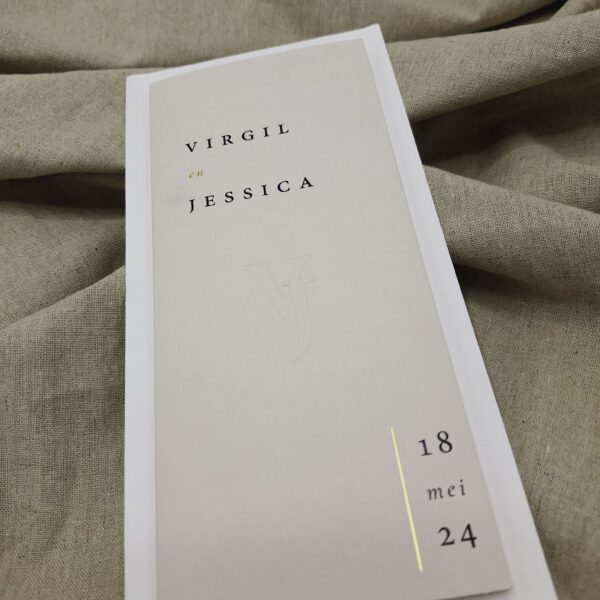 VIRGIL
en
JESSICA
VJ
18
mei
24